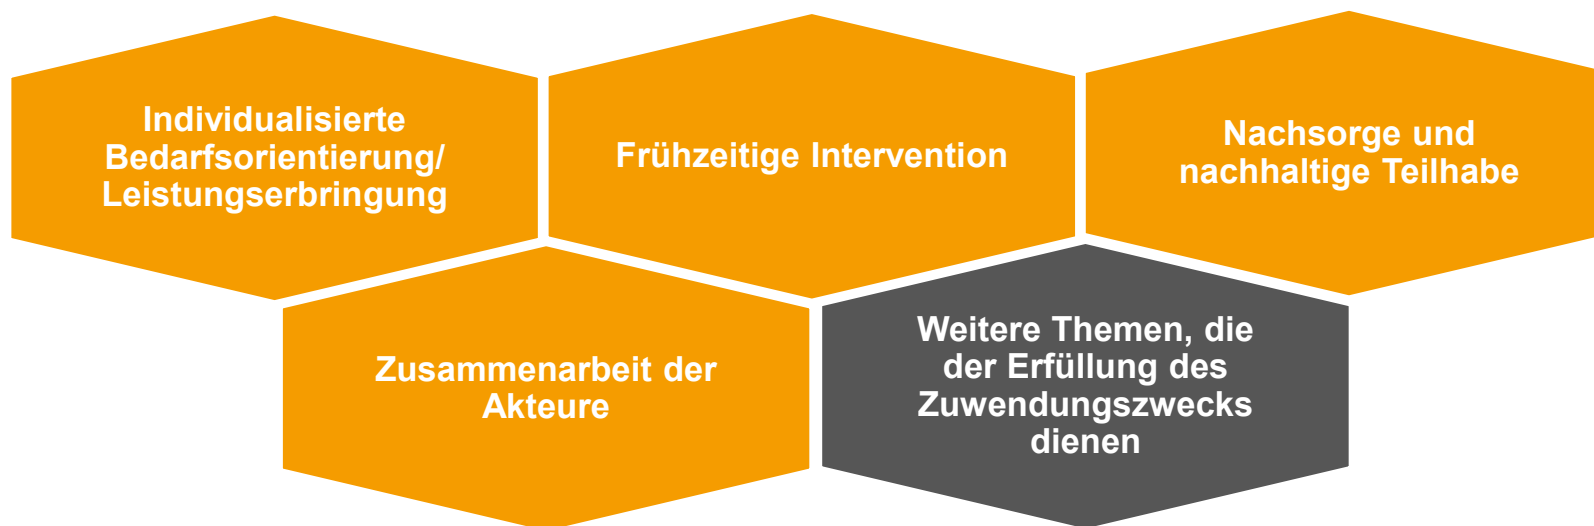 Individualisierte
Bedarfsorientierung/
Leistungserbringung
Frühzeitige Intervention
Nachsorge und
nachhaltige Teilhabe
Zusammenarbeit der
Akteure
Weitere Themen, die
der Erfüllung des
Zuwendungszwecks
dienen